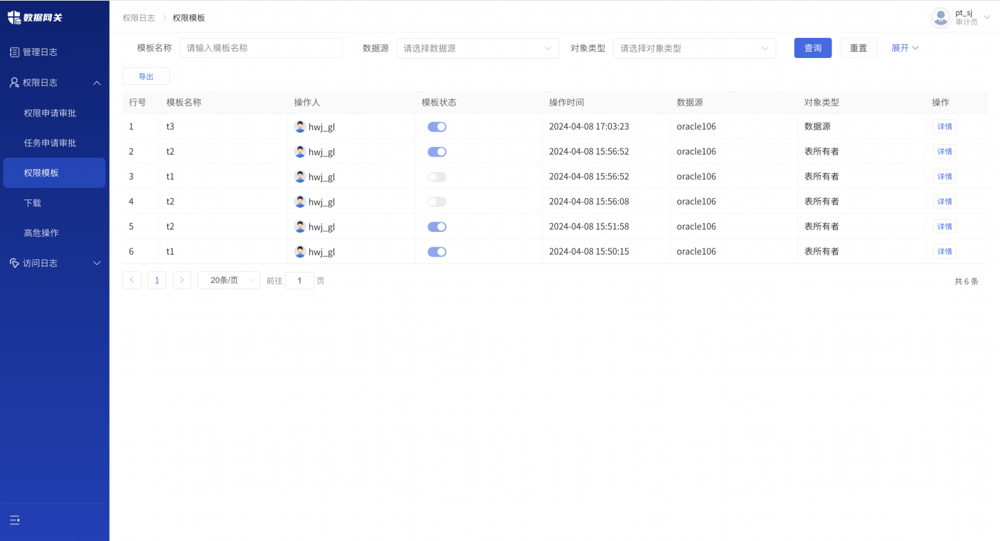 数据网关
管理日志
权限日志
权限申请审批
任务申请审批
权限模板
下载
高危操作
访问日志
权限日志 权限模板
pt_sj
审计员
模板名称 请输入模板名称 数据源 请选择数据源 对象类型 请选择对象类型 查询 重置 展开
导出
行号 模板名称 操作人 模板状态 操作时间 数据源 对象类型 操作
1 t3 hwj_gl 2024-04-08 17:03:23 oracle106 数据源 详情
2 t2 hwj_gl 2024-04-08 15:56:52 oracle106 表所有者 详情
3 t1 hwj_gl 2024-04-08 15:56:52 oracle106 表所有者 详情
4 t2 hwj_gl 2024-04-08 15:56:08 oracle106 表所有者 详情
5 t2 hwj_gl 2024-04-08 15:51:58 oracle106 表所有者 详情
6 t1 hwj_gl 2024-04-08 15:50:15 oracle106 表所有者 详情
1 20条/页 前往 1 页 共 6 条